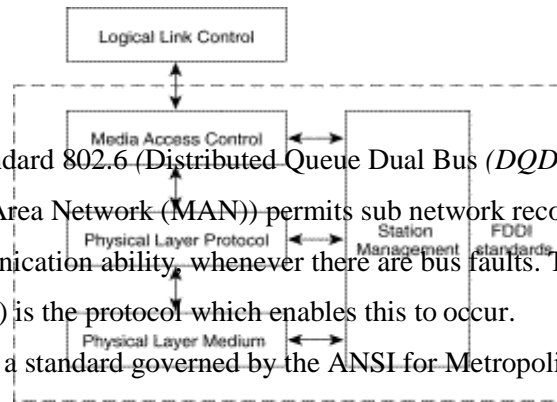 Logical Link Control
Media Access Control
ndard 802.6 (Distributed Queue Dual Bus (DQD
Area Network (MAN)) permits sub network reco
Physical Layer Protocol
Station Management
FDDI standards
nication ability, whenever there are bus faults. T
) is the protocol which enables this to occur.
Physical Layer Medium
a standard governed by the ANSI for Metropoli